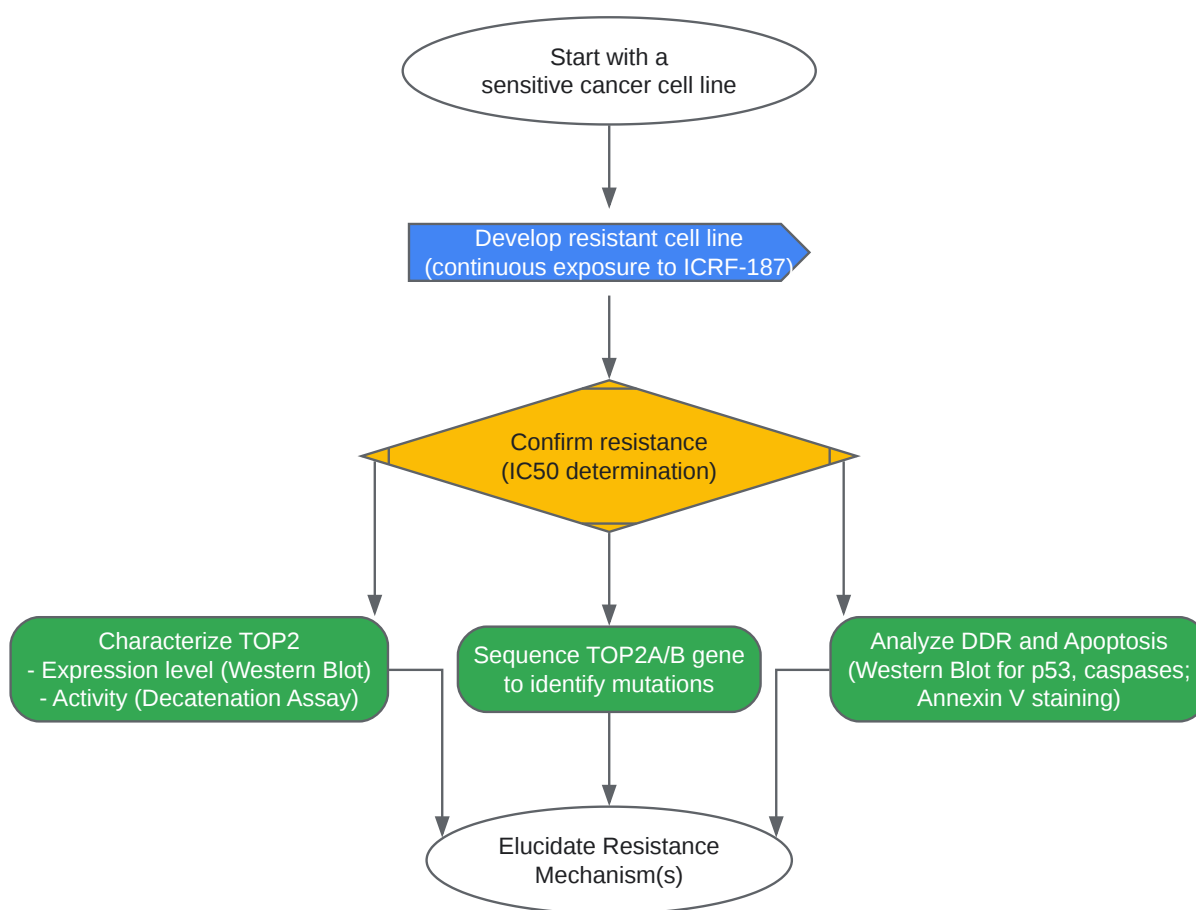 Start with a
sensitive cancer cell line
Develop resistant cell line
(continuous exposure to ICRF-187)
Confirm resistance
(IC50 determination)
Characterize TOP2
- Expression level (Western Blot)
- Activity (Decatenation Assay)
Sequence TOP2A/B gene
to identify mutations
Analyze DDR and Apoptosis
(Western Blot for p53, caspases;
Annexin V staining)
Elucidate Resistance
Mechanism(s)